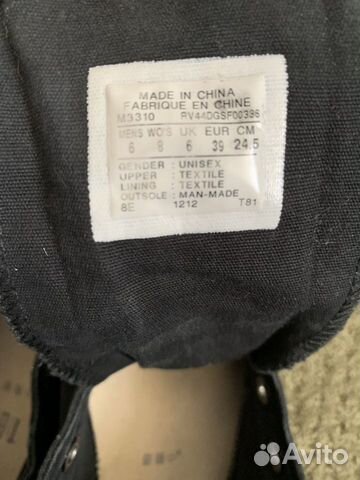 MADE IN CHINA
FABRIQUE EN CHINE
M3310 RV44DGSF00336
MENS WO'S UK EUR CM
6 8 6 39 24.5
GENDER : UNISEX
UPPER : TEXTILE
LINING : TEXTILE
OUTSOLE : MAN-MADE
8E 1212 T81
Avito